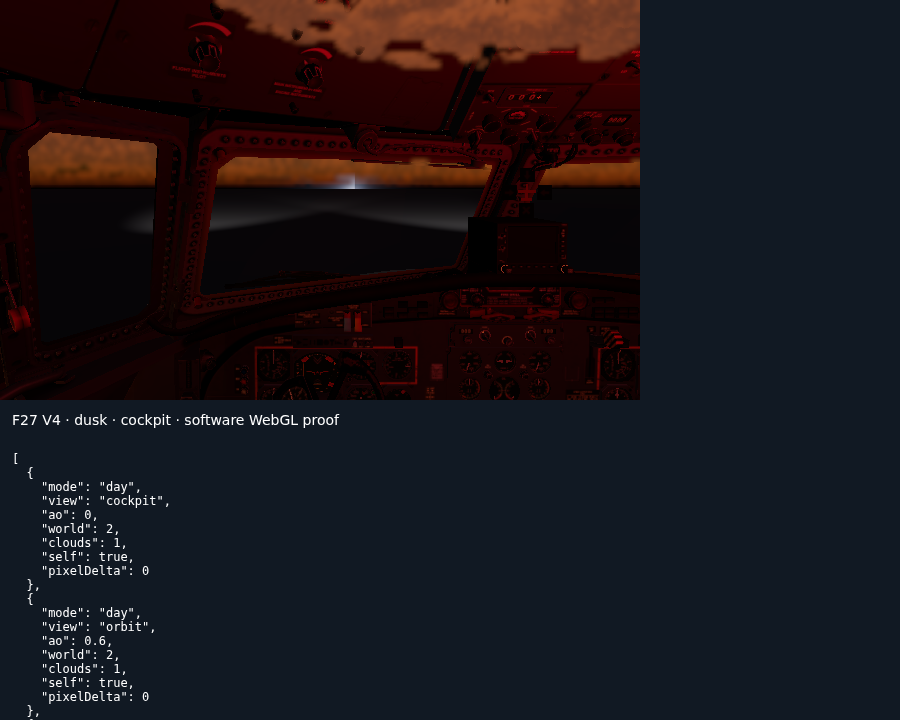 F27 V4 · dusk · cockpit · software WebGL proof
[
  {
    "mode": "day",
    "view": "cockpit",
    "ao": 0,
    "world": 2,
    "clouds": 1,
    "self": true,
    "pixelDelta": 0
  },
  {
    "mode": "day",
    "view": "orbit",
    "ao": 0.6,
    "world": 2,
    "clouds": 1,
    "self": true,
    "pixelDelta": 0
  },